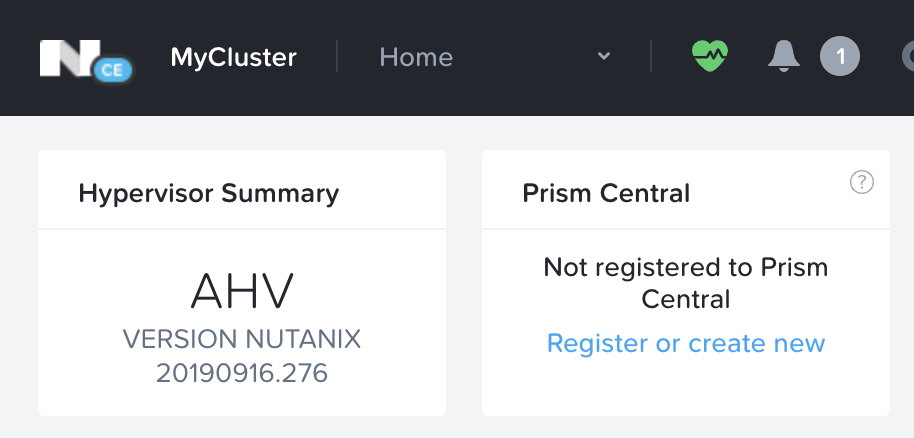 N CE MyCluster Home 1
Hypervisor Summary
Prism Central ?
AHV
VERSION NUTANIX
20190916.276
Not registered to Prism
Central
Register or create new